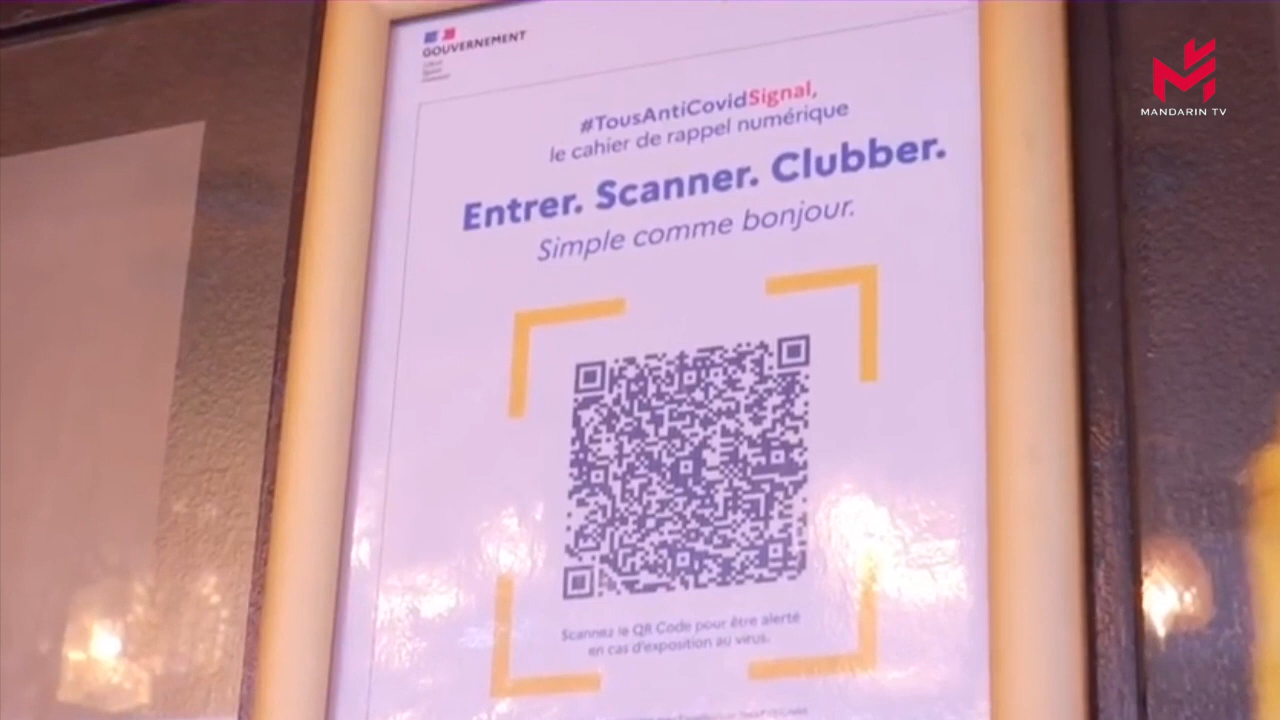 GOUVERNEMENT
MANDARIN TV
#TousAntiCovidSignal,
le cahier de rappel numérique
Entrer. Scanner. Clubber.
Simple comme bonjour.
Scannez le QR Code pour être alerté
en cas d'exposition au virus.